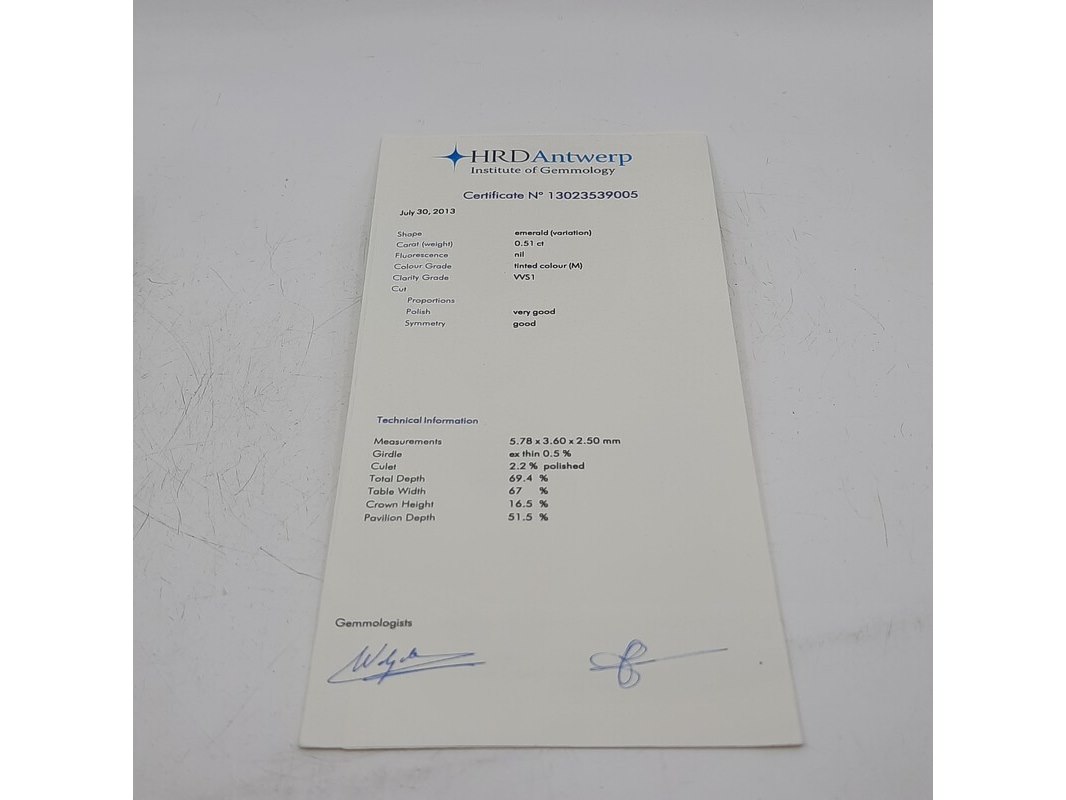 HRDAntwerp
Institute of Gemmology
Certificate N° 13023539005
July 30, 2013
Shape emerald (variation)
Carat (weight) 0.51 ct
Fluorescence nil
Colour Grade tinted colour (M)
Clarity Grade VVS1
Cut
Proportions
Polish very good
Symmetry good
Technical Information
Measurements 5.78 x 3.60 x 2.50 mm
Girdle ex thin 0.5 %
Culet 2.2 % polished
Total Depth 69.4 %
Table Width 67 %
Crown Height 16.5 %
Pavilion Depth 51.5 %
Gemmologists